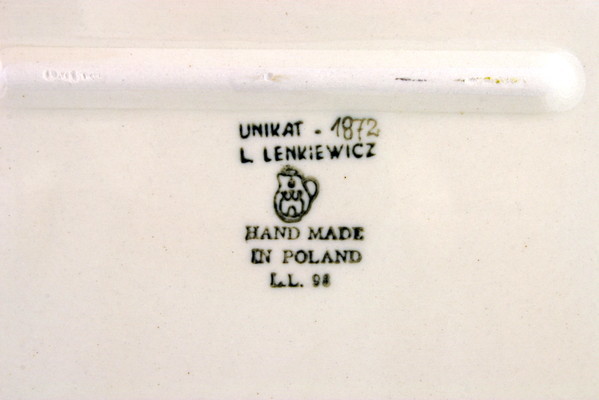 UNIKAT - 1872
L. LENKIEWICZ
HAND MADE
IN POLAND
L.L. 98